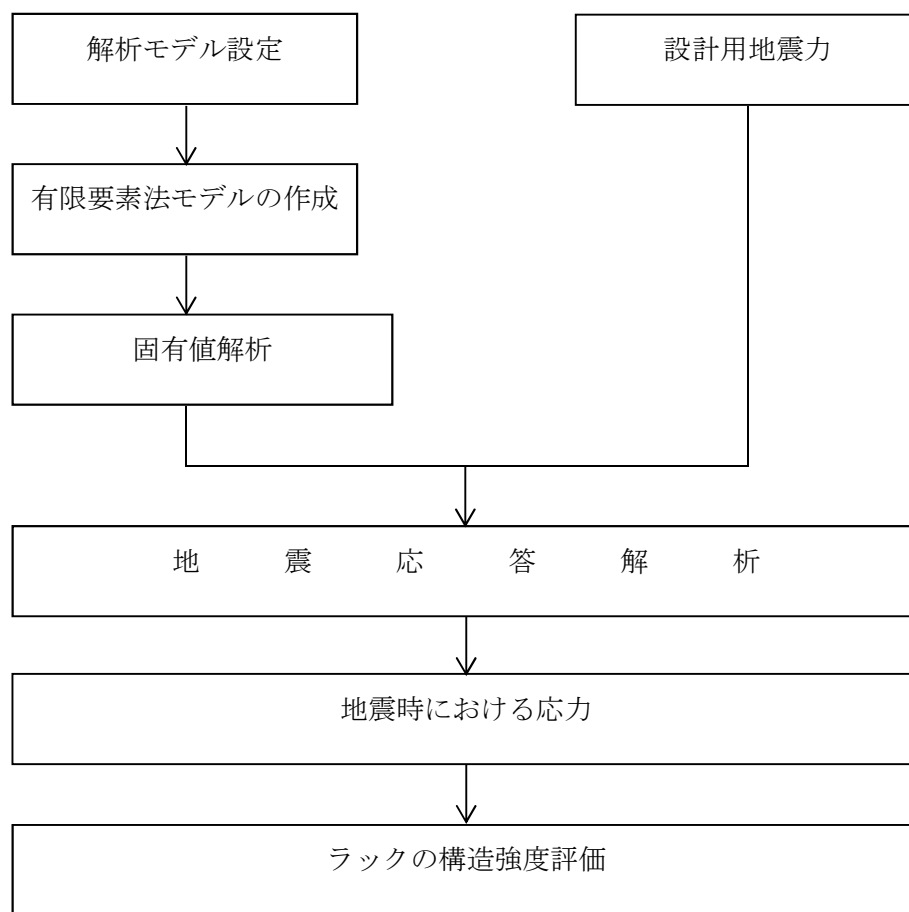 解析モデル設定
設計用地震力
有限要素法モデルの作成
固有値解析
地震応答解析
地震時における応力
ラックの構造強度評価